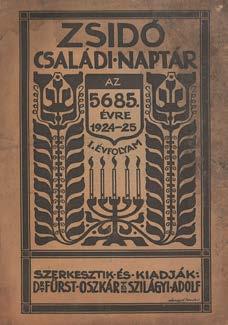 ZSIDÓ
CSALÁDI·NAPTÁR
AZ
5685.
ÉVRE
1924–25
I. ÉVFOLYAM
SZERKESZTIK·ÉS·KIADJÁK:
DR FÜRST·OSZKÁR ÉS SZILÁGYI·ADOLF